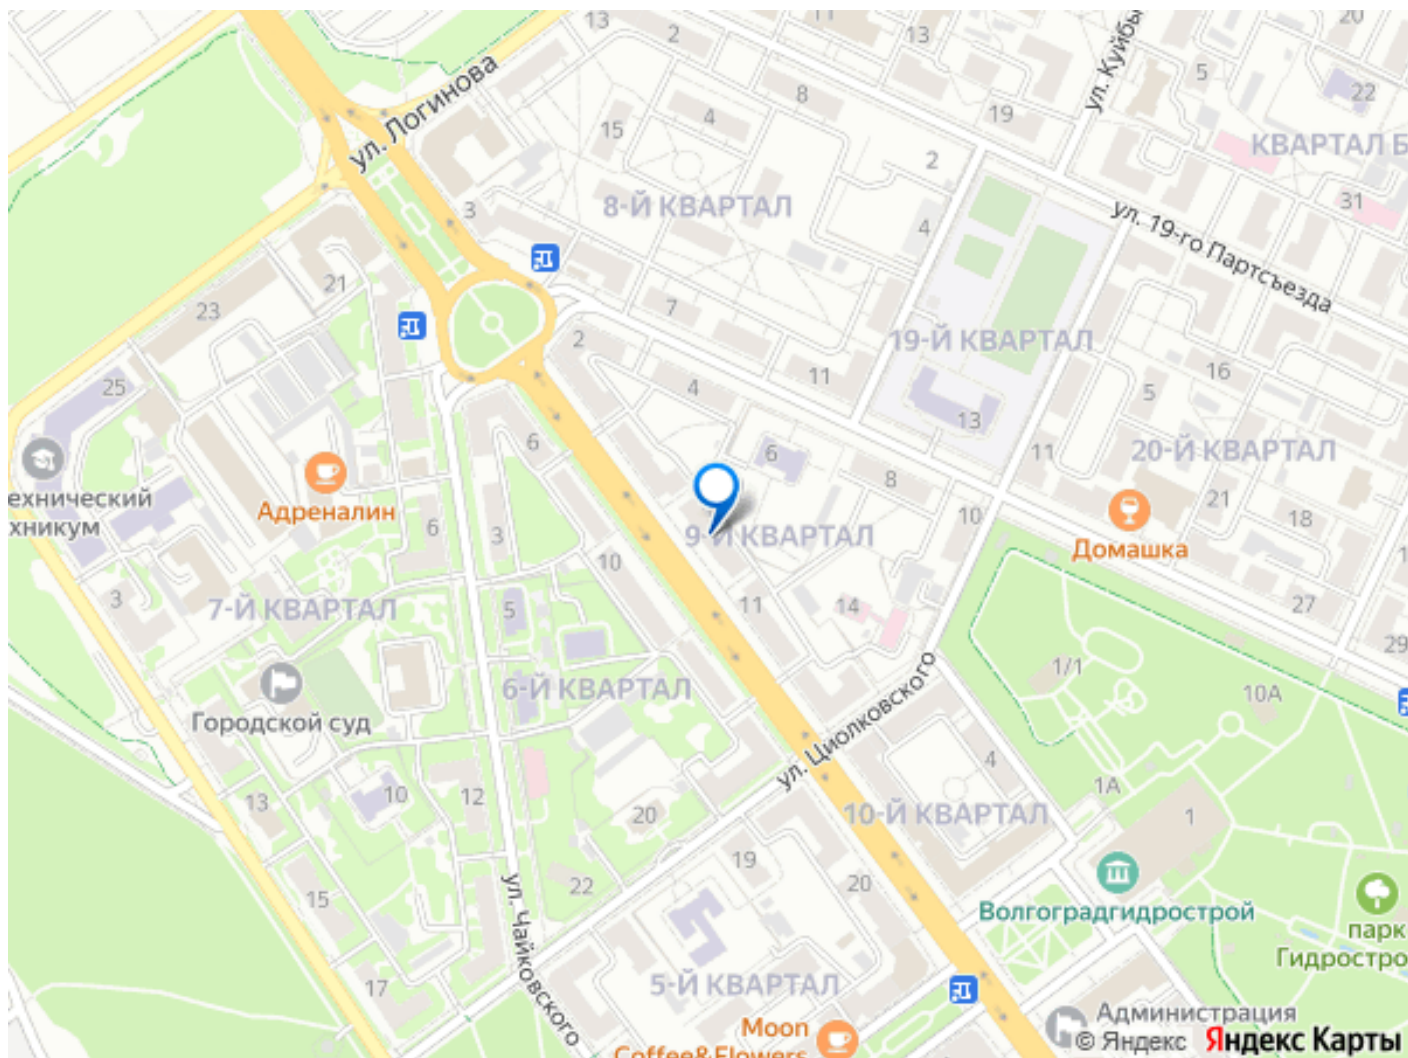 13
2
11
13
20
ул. Куйбы
5
22
8
4
19
15
ул. Логинова
КВАРТАЛ Б
2
31
8-Й КВАРТАЛ
3
4
ул. 19-го Партсъезда
21
23
7
2
19-Й КВАРТАЛ
11
16
4
5
25
13
6
6
11
20-Й КВАРТАЛ
8
21
ехнический
хникум
Адреналин
6
3
9-Й КВАРТАЛ
10
18
Домашка
10
3
7-Й КВАРТАЛ
5
11
14
27
29
1/1
6-Й КВАРТАЛ
10А
Городской суд
ул. Циолковского
4
1А
13
10
12
20
10-Й КВАРТАЛ
1
19
20
22
15
Волгоградгидрострой
ул. Чайковского
парк
Гидростро
5-Й КВАРТАЛ
17
Moon
Coffee&Flowers
Администрация
© Яндекс Яндекс Карты